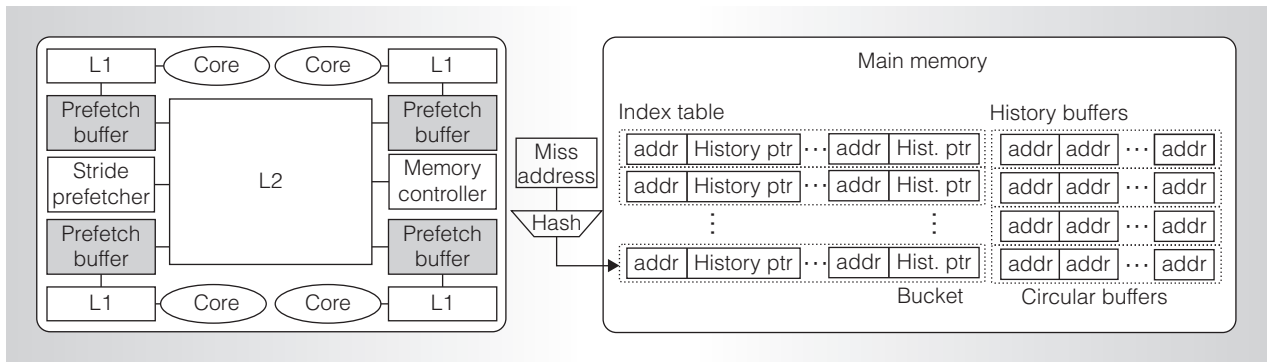 L1 Core Core L1
Prefetch buffer
Prefetch buffer
Stride prefetcher
L2
Memory controller
Prefetch buffer
Prefetch buffer
L1 Core Core L1
Miss address
Hash
Main memory
Index table
addr History ptr ··· addr Hist. ptr
addr History ptr ··· addr Hist. ptr
⋮ ⋮
addr History ptr ··· addr Hist. ptr
Bucket
History buffers
addr addr ··· addr
addr addr ··· addr
addr addr ··· addr
addr addr ··· addr
Circular buffers